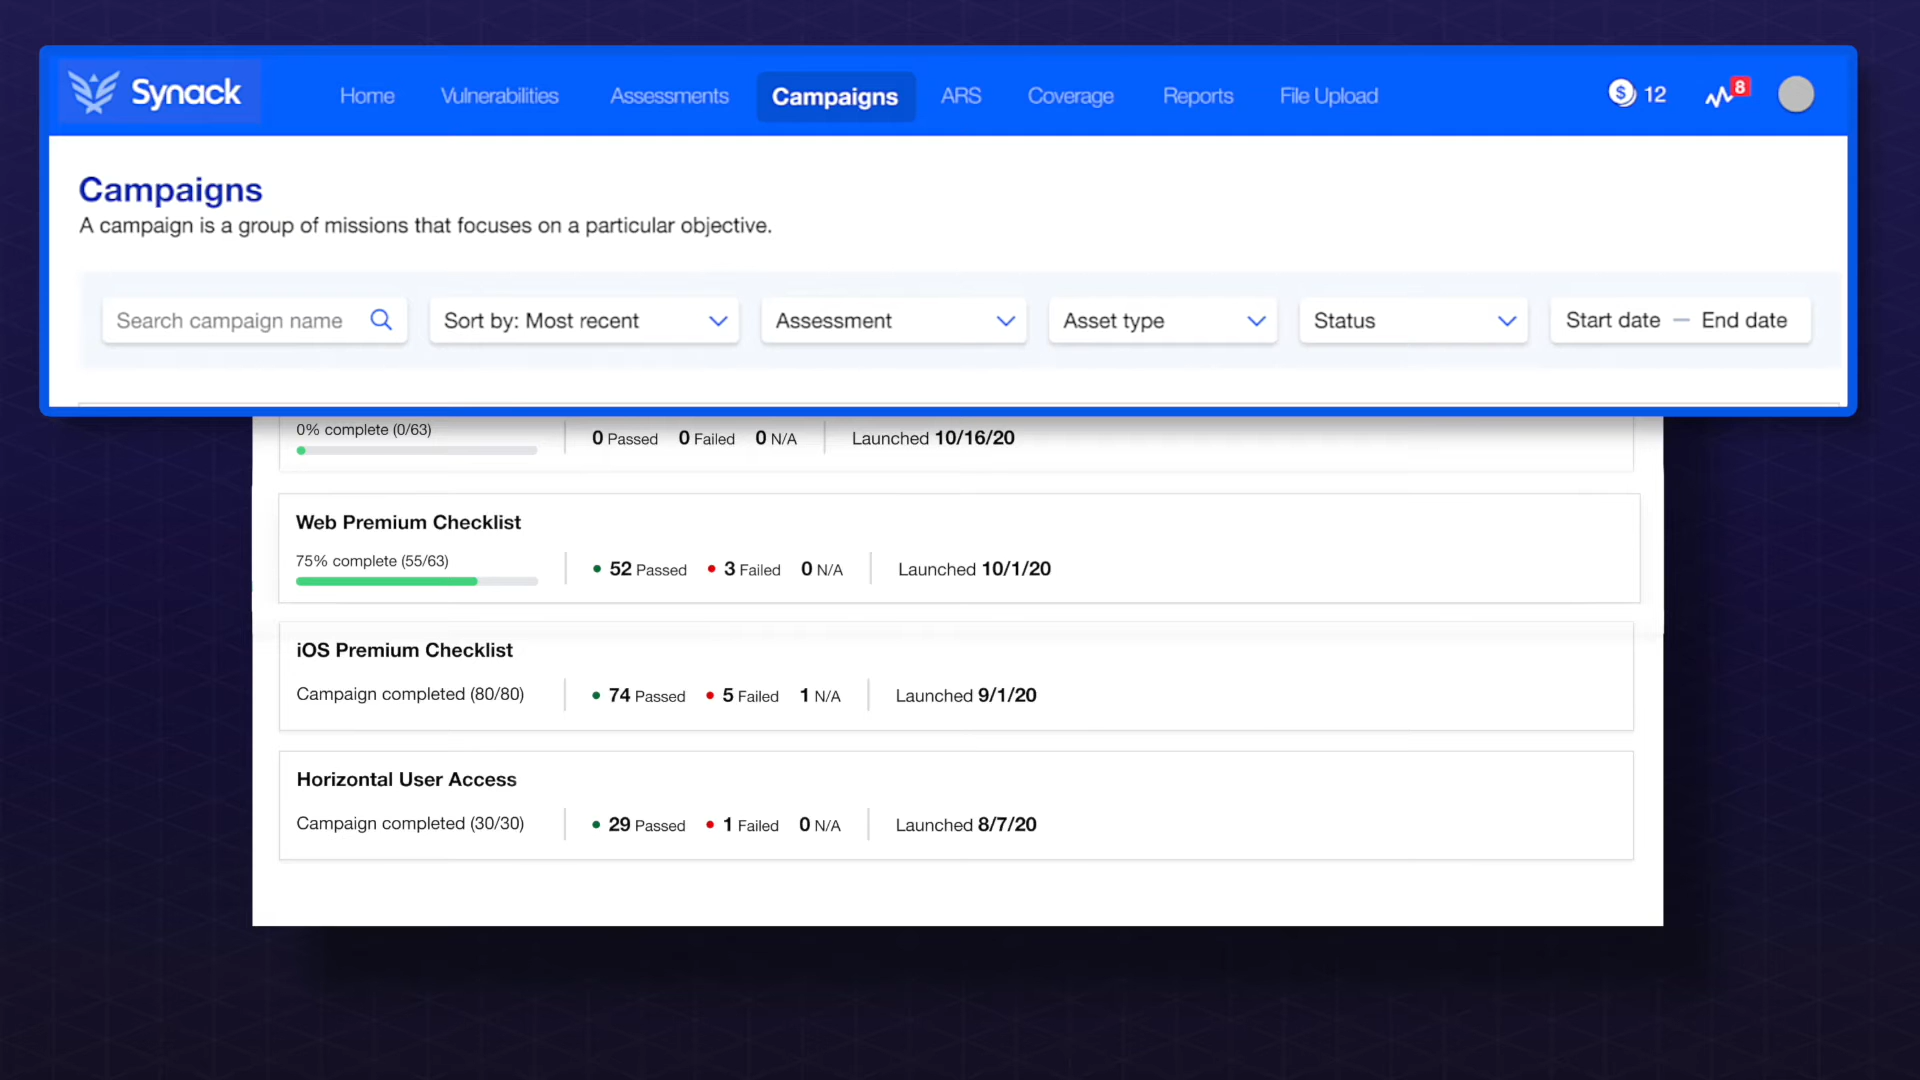 Synack
Home Vulnerabilities Assessments Campaigns ARS Coverage Reports File Upload $ 12 8
Campaigns
A campaign is a group of missions that focuses on a particular objective.
Search campaign name Sort by: Most recent Assessment Asset type Status Start date — End date
0% complete (0/63) 0 Passed 0 Failed 0 N/A Launched 10/16/20
Web Premium Checklist
75% complete (55/63) 52 Passed 3 Failed 0 N/A Launched 10/1/20
iOS Premium Checklist
Campaign completed (80/80) 74 Passed 5 Failed 1 N/A Launched 9/1/20
Horizontal User Access
Campaign completed (30/30) 29 Passed 1 Failed 0 N/A Launched 8/7/20